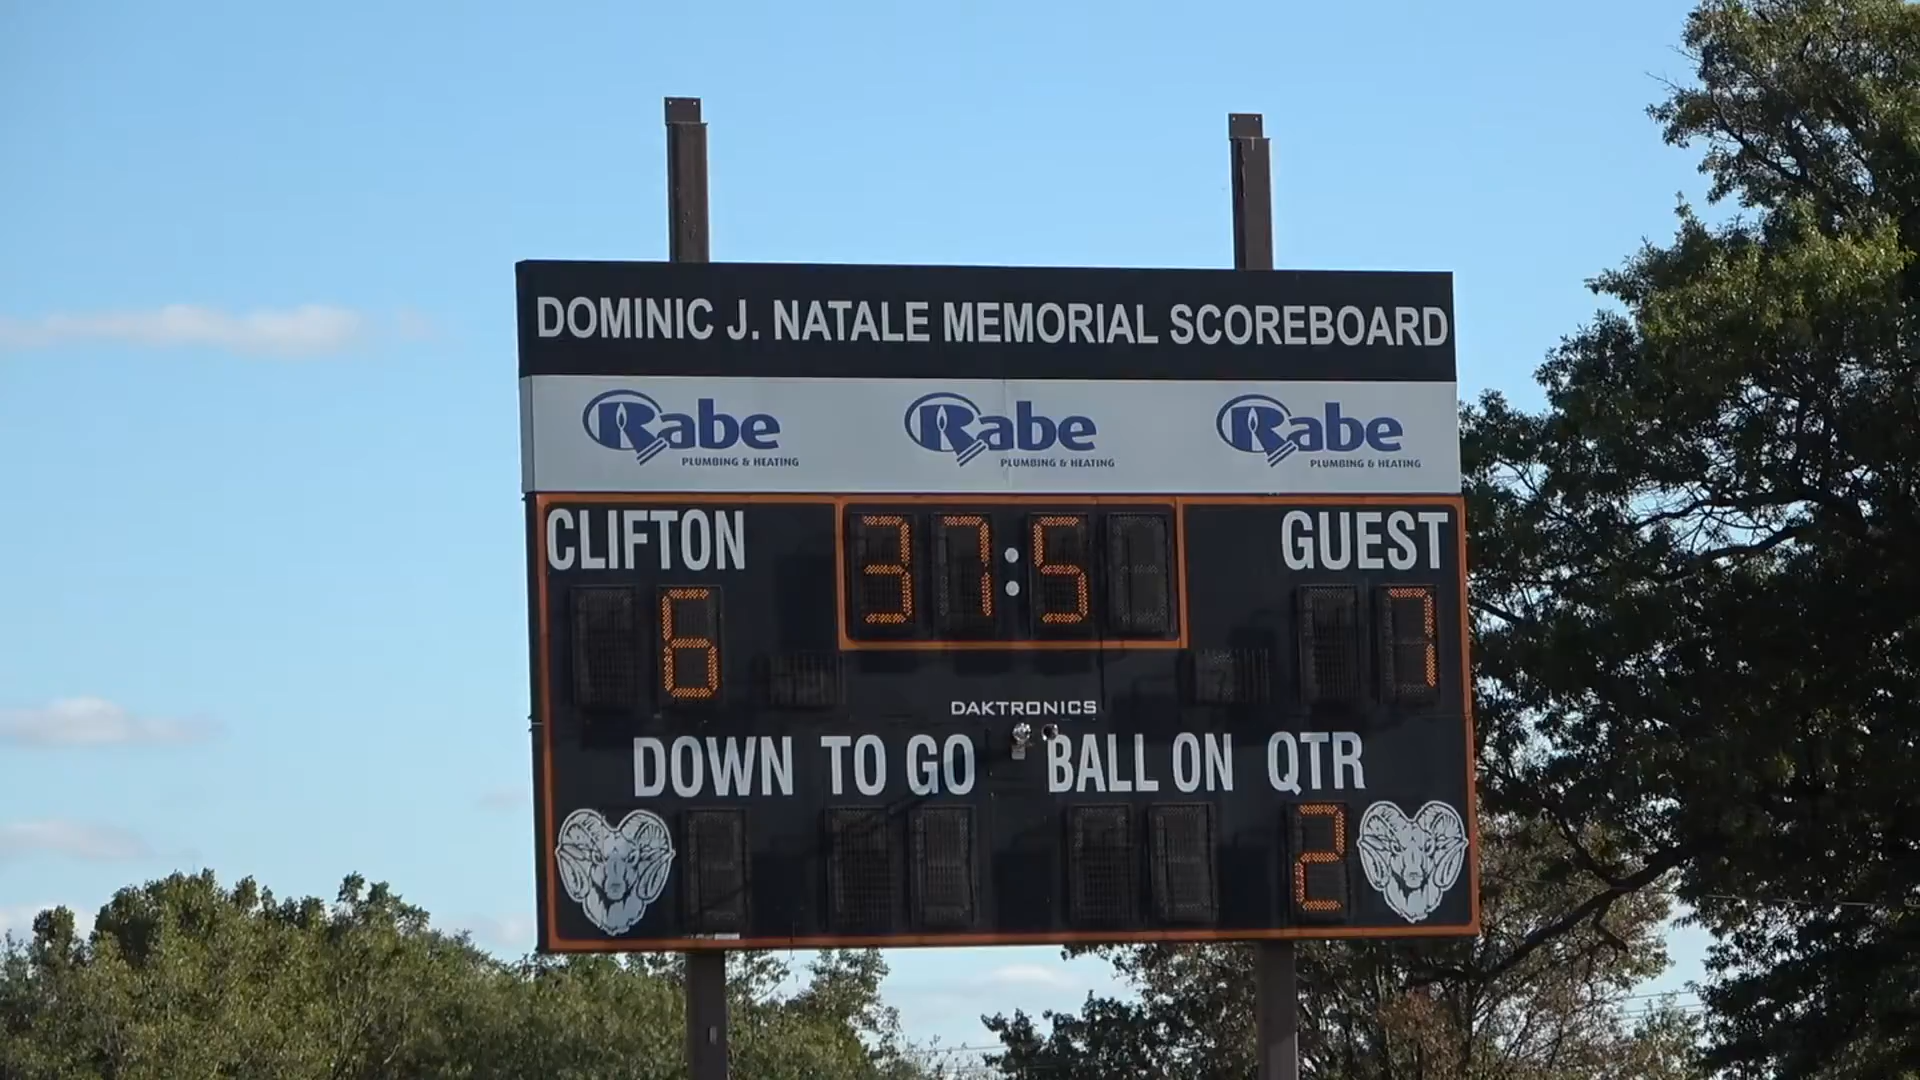 DOMINIC J. NATALE MEMORIAL SCOREBOARD
Rabe Rabe Rabe
PLUMBING & HEATING PLUMBING & HEATING PLUMBING & HEATING
CLIFTON 37:5 GUEST
6 7
DAKTRONICS
DOWN TO GO BALL ON QTR
2